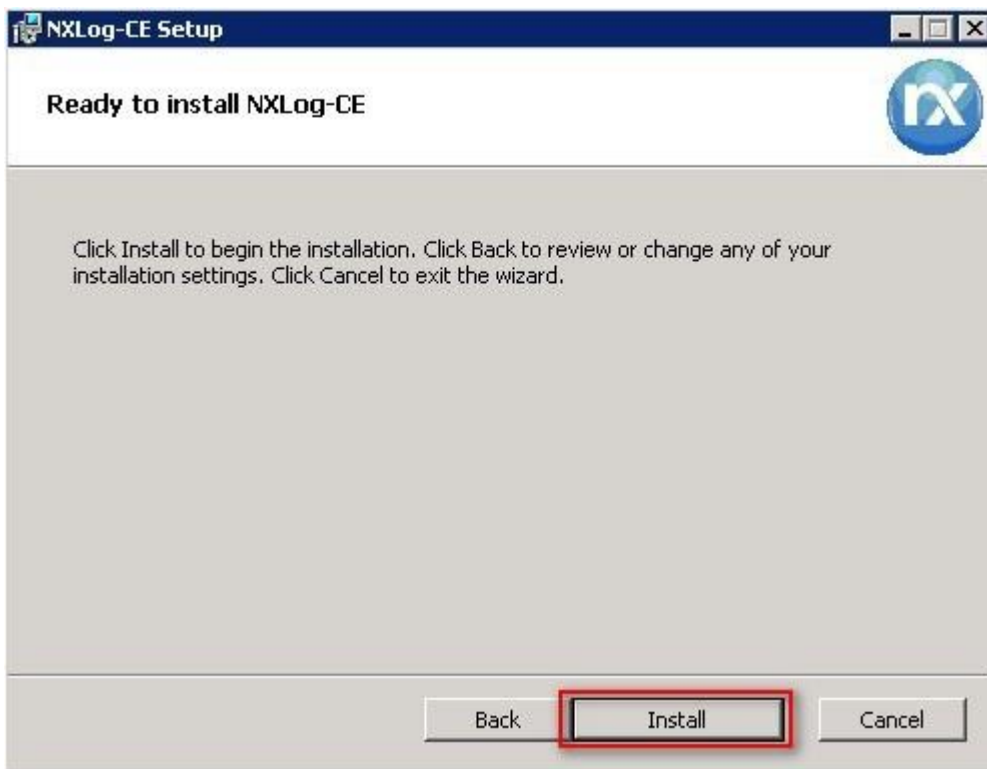 NXLog-CE Setup
Ready to install NXLog-CE
nx
Click Install to begin the installation. Click Back to review or change any of your
installation settings. Click Cancel to exit the wizard.
Back
Install
Cancel